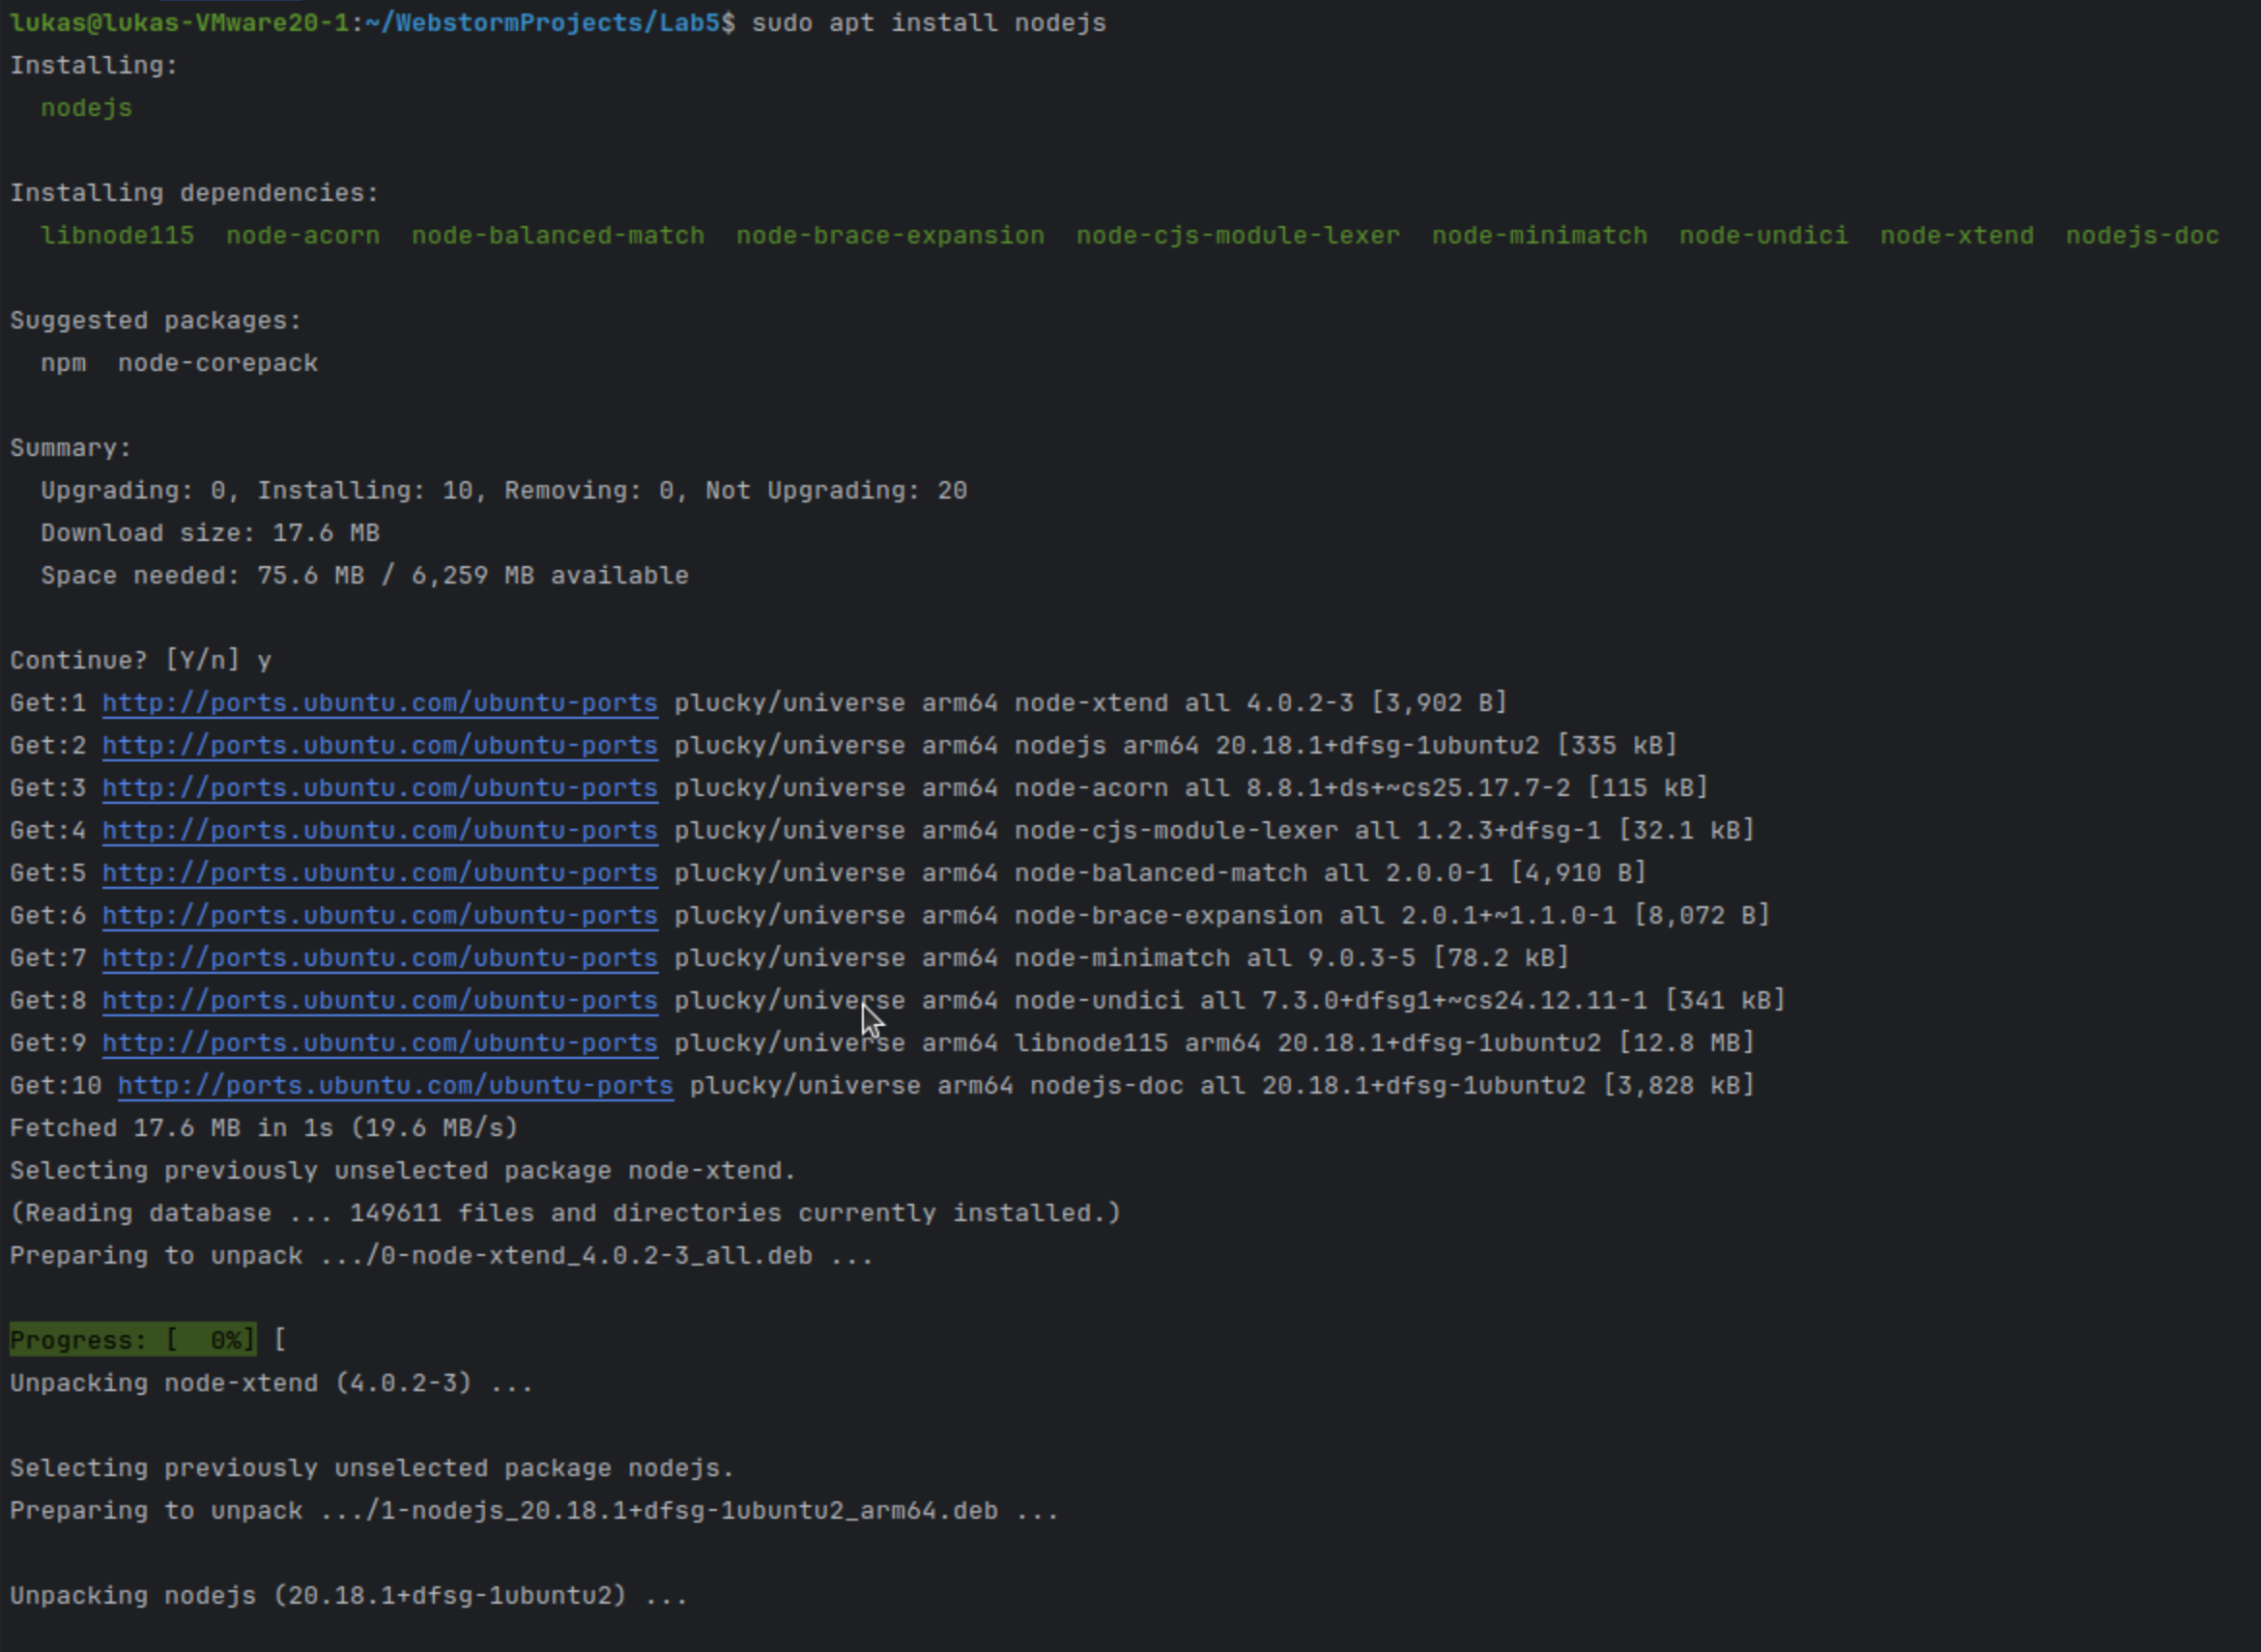 lukas@lukas-VMware20-1:~/WebstormProjects/Lab5$ sudo apt install nodejs
Installing:
  nodejs

Installing dependencies:
  libnode115  node-acorn  node-balanced-match  node-brace-expansion  node-cjs-module-lexer  node-minimatch  node-undici  node-xtend  nodejs-doc

Suggested packages:
  npm  node-corepack

Summary:
  Upgrading: 0, Installing: 10, Removing: 0, Not Upgrading: 20
  Download size: 17.6 MB
  Space needed: 75.6 MB / 6,259 MB available

Continue? [Y/n] y
Get:1 http://ports.ubuntu.com/ubuntu-ports plucky/universe arm64 node-xtend all 4.0.2-3 [3,902 B]
Get:2 http://ports.ubuntu.com/ubuntu-ports plucky/universe arm64 nodejs arm64 20.18.1+dfsg-1ubuntu2 [335 kB]
Get:3 http://ports.ubuntu.com/ubuntu-ports plucky/universe arm64 node-acorn all 8.8.1+ds+~cs25.17.7-2 [115 kB]
Get:4 http://ports.ubuntu.com/ubuntu-ports plucky/universe arm64 node-cjs-module-lexer all 1.2.3+dfsg-1 [32.1 kB]
Get:5 http://ports.ubuntu.com/ubuntu-ports plucky/universe arm64 node-balanced-match all 2.0.0-1 [4,910 B]
Get:6 http://ports.ubuntu.com/ubuntu-ports plucky/universe arm64 node-brace-expansion all 2.0.1+~1.1.0-1 [8,072 B]
Get:7 http://ports.ubuntu.com/ubuntu-ports plucky/universe arm64 node-minimatch all 9.0.3-5 [78.2 kB]
Get:8 http://ports.ubuntu.com/ubuntu-ports plucky/universe arm64 node-undici all 7.3.0+dfsg1+~cs24.12.11-1 [341 kB]
Get:9 http://ports.ubuntu.com/ubuntu-ports plucky/universe arm64 libnode115 arm64 20.18.1+dfsg-1ubuntu2 [12.8 MB]
Get:10 http://ports.ubuntu.com/ubuntu-ports plucky/universe arm64 nodejs-doc all 20.18.1+dfsg-1ubuntu2 [3,828 kB]
Fetched 17.6 MB in 1s (19.6 MB/s)
Selecting previously unselected package node-xtend.
(Reading database ... 149611 files and directories currently installed.)
Preparing to unpack .../0-node-xtend_4.0.2-3_all.deb ...

Progress: [  0%] [
Unpacking node-xtend (4.0.2-3) ...

Selecting previously unselected package nodejs.
Preparing to unpack .../1-nodejs_20.18.1+dfsg-1ubuntu2_arm64.deb ...

Unpacking nodejs (20.18.1+dfsg-1ubuntu2) ...